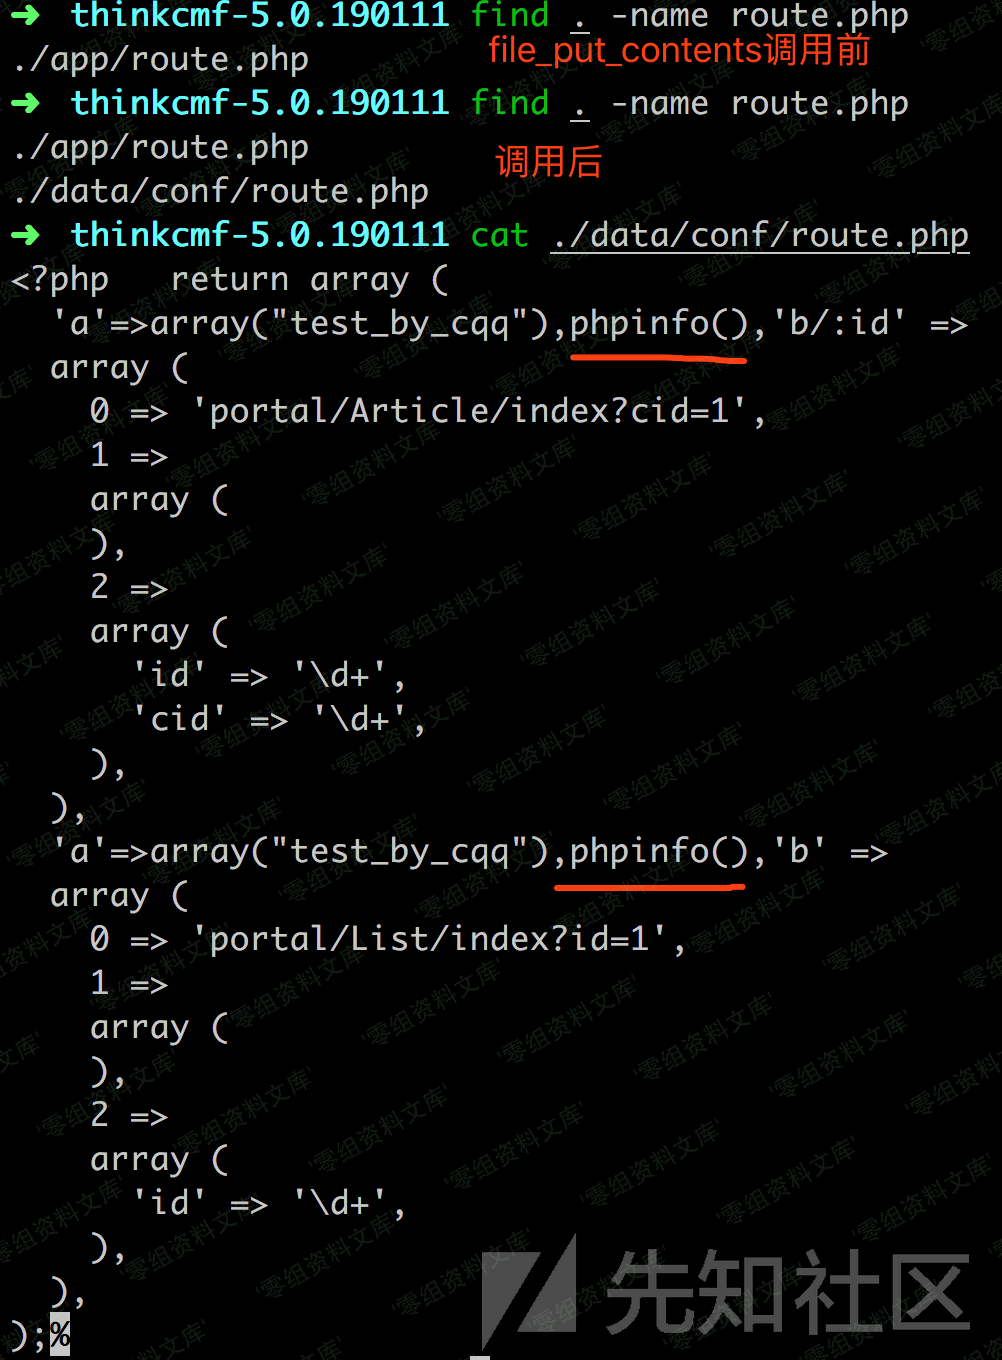 ➜  thinkcmf-5.0.190111 find . -name route.php
file_put_contents调用前
./app/route.php
➜  thinkcmf-5.0.190111 find . -name route.php
./app/route.php
调用后
./data/conf/route.php
➜  thinkcmf-5.0.190111 cat ./data/conf/route.php
<?php   return array (
  'a'=>array("test_by_cqq"),phpinfo(),'b/:id' =>
  array (
    0 => 'portal/Article/index?cid=1',
    1 =>
    array (
    ),
    2 =>
    array (
      'id' => '\d+',
      'cid' => '\d+',
    ),
  ),
  'a'=>array("test_by_cqq"),phpinfo(),'b' =>
  array (
    0 => 'portal/List/index?id=1',
    1 =>
    array (
    ),
    2 =>
    array (
      'id' => '\d+',
    ),
  ),
);%
先知社区
'零组资料文库'